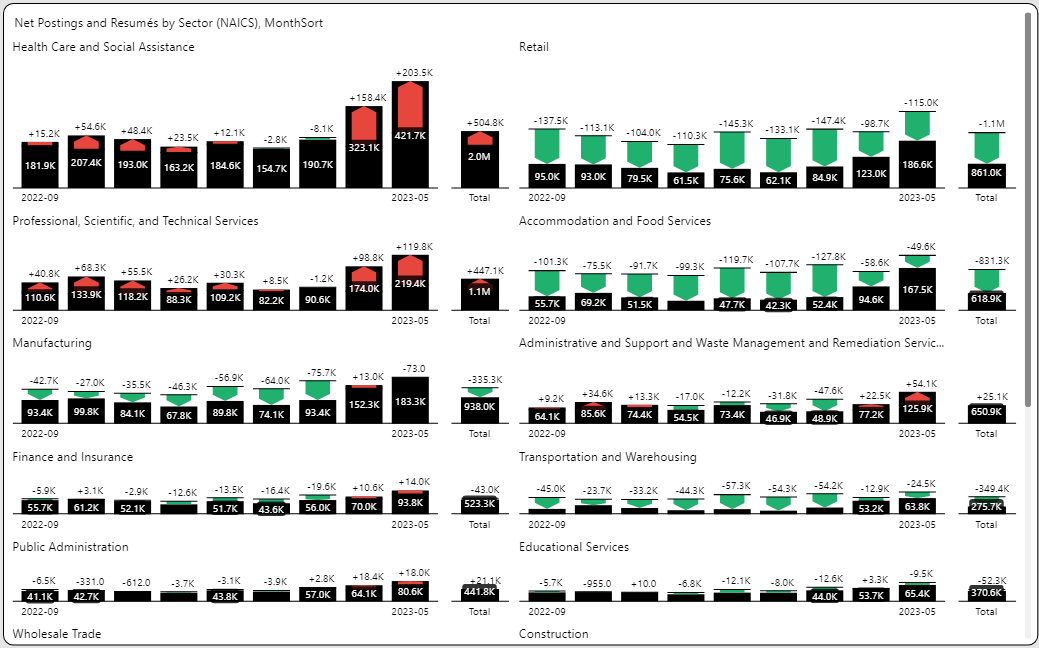 Net Postings and Resumés by Sector (NAICS), MonthSort
Health Care and Social Assistance
+15.2K +54.6K +48.4K +23.5K +12.1K -2.8K -8.1K +158.4K +203.5K +504.8K
181.9K 207.4K 193.0K 163.2K 184.6K 154.7K 190.7K 323.1K 421.7K 2.0M
2022-09 2023-05 Total
Retail
-137.5K -113.1K -104.0K -110.3K -145.3K -133.1K -147.4K -98.7K -115.0K -1.1M
95.0K 93.0K 79.5K 61.5K 75.6K 62.1K 84.9K 123.0K 186.6K 861.0K
2022-09 2023-05 Total
Professional, Scientific, and Technical Services
+40.8K +68.3K +55.5K +26.2K +30.3K +8.5K -1.2K +98.8K +119.8K +447.1K
110.6K 133.9K 118.2K 88.3K 109.2K 82.2K 90.6K 174.0K 219.4K 1.1M
2022-09 2023-05 Total
Accommodation and Food Services
-101.3K -75.5K -91.7K -99.3K -119.7K -107.7K -127.8K -58.6K -49.6K -831.3K
55.7K 69.2K 51.5K 47.7K 42.3K 52.4K 94.6K 167.5K 618.9K
2022-09 2023-05 Total
Manufacturing
-42.7K -27.0K -35.5K -46.3K -56.9K -64.0K -75.7K +13.0K -73.0 -335.3K
93.4K 99.8K 84.1K 67.8K 89.8K 74.1K 93.4K 152.3K 183.3K 938.0K
2022-09 2023-05 Total
Administrative and Support and Waste Management and Remediation Servic...
+9.2K +34.6K +13.3K -17.0K -12.2K -31.8K -47.6K +22.5K +54.1K +25.1K
64.1K 85.6K 74.4K 54.5K 73.4K 46.9K 48.9K 77.2K 125.9K 650.9K
2022-09 2023-05 Total
Finance and Insurance
-5.9K +3.1K -2.9K -12.6K -13.5K -16.4K -19.6K +10.6K +14.0K -43.0K
55.7K 61.2K 52.1K 51.7K 43.6K 56.0K 70.0K 93.8K 523.3K
2022-09 2023-05 Total
Transportation and Warehousing
-45.0K -23.7K -33.2K -44.3K -57.3K -54.3K -54.2K -12.9K -24.5K -349.4K
53.2K 63.8K 275.7K
2022-09 2023-05 Total
Public Administration
-6.5K -331.0 -612.0 -3.7K -3.1K -3.9K +2.8K +18.4K +18.0K +21.1K
41.1K 42.7K 43.8K 57.0K 64.1K 80.6K 441.8K
2022-09 2023-05 Total
Educational Services
-5.7K -955.0 +10.0 -6.8K -12.1K -8.0K -12.6K +3.3K -9.5K -52.3K
44.0K 53.7K 65.4K 370.6K
2022-09 2023-05 Total
Wholesale Trade
Construction